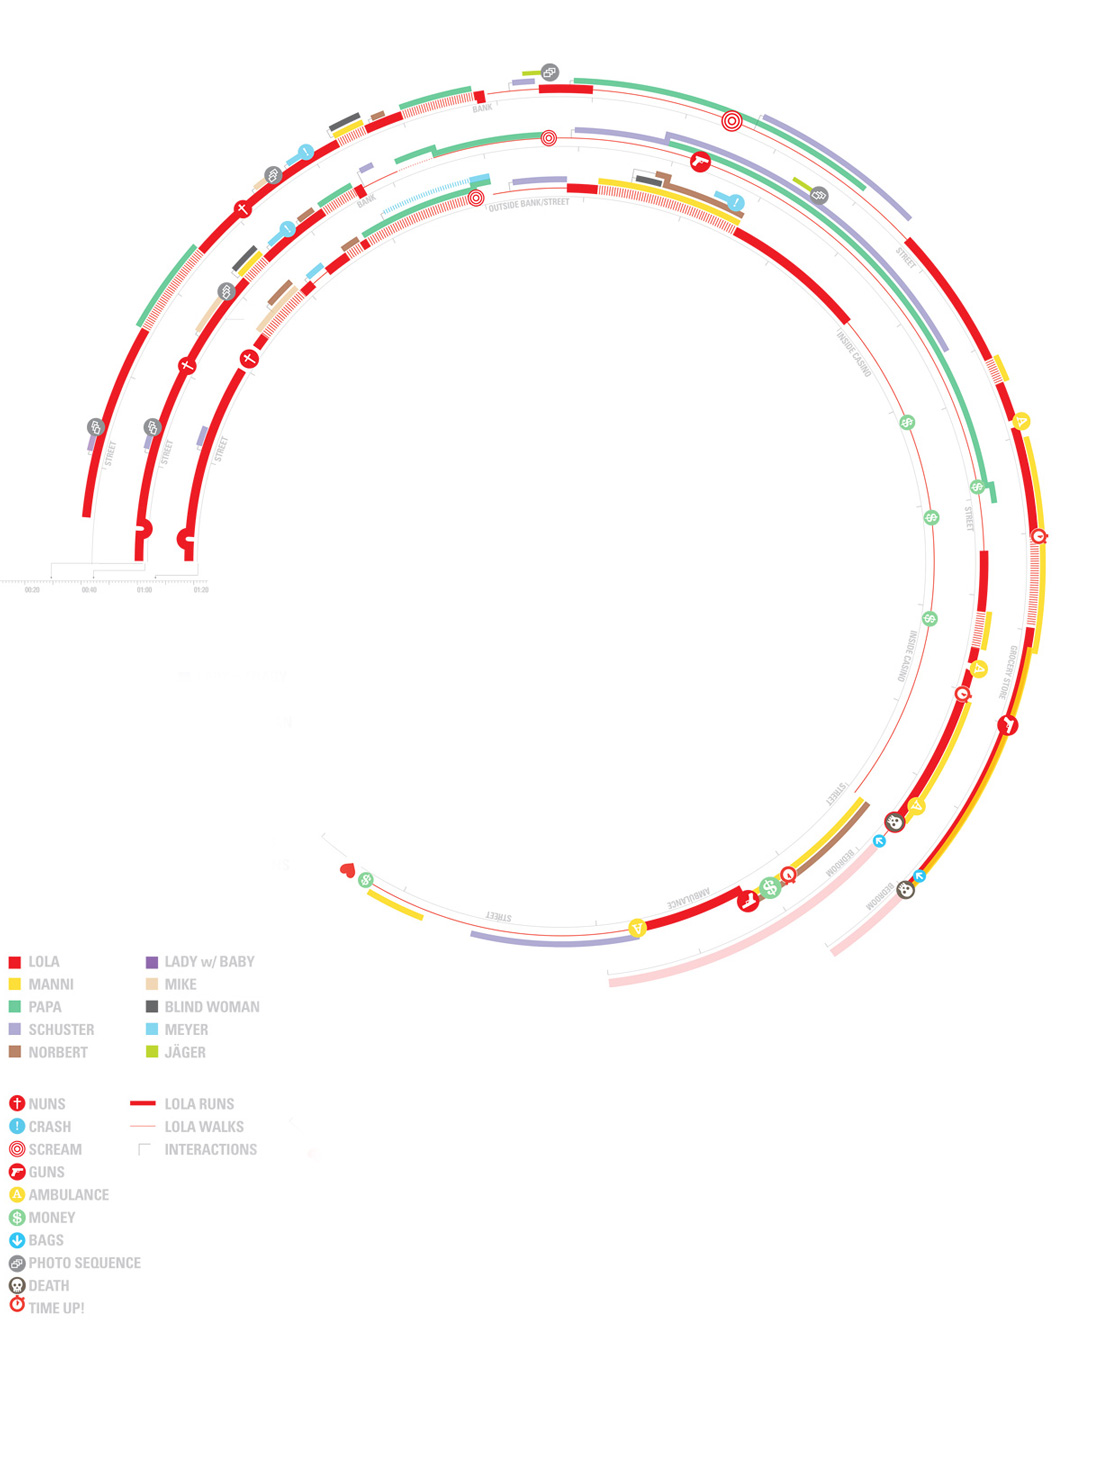 BANK
BANK
OUTSIDE BANK/STREET
STREET
INSIDE CASINO
STREET
STREET
STREET
STREET
INSIDE CASINO
GROCERY STORE
STREET
BEDROOM
BEDROOM
AMBULANCE
STREET
00:20 00:40 01:00 01:20
LOLA
MANNI
PAPA
SCHUSTER
NORBERT
LADY w/ BABY
MIKE
BLIND WOMAN
MEYER
JÄGER
NUNS
CRASH
SCREAM
GUNS
AMBULANCE
MONEY
BAGS
PHOTO SEQUENCE
DEATH
TIME UP!
LOLA RUNS
LOLA WALKS
INTERACTIONS